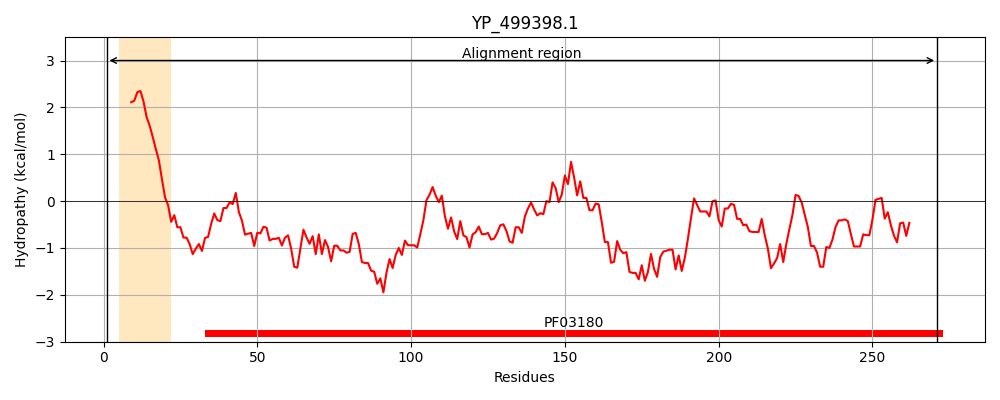 YP_499398.1
Alignment region
Hydropathy (kcal/mol)
3
2
1
0
−1
−2
−3
PF03180
0 50 100 150 200 250
Residues